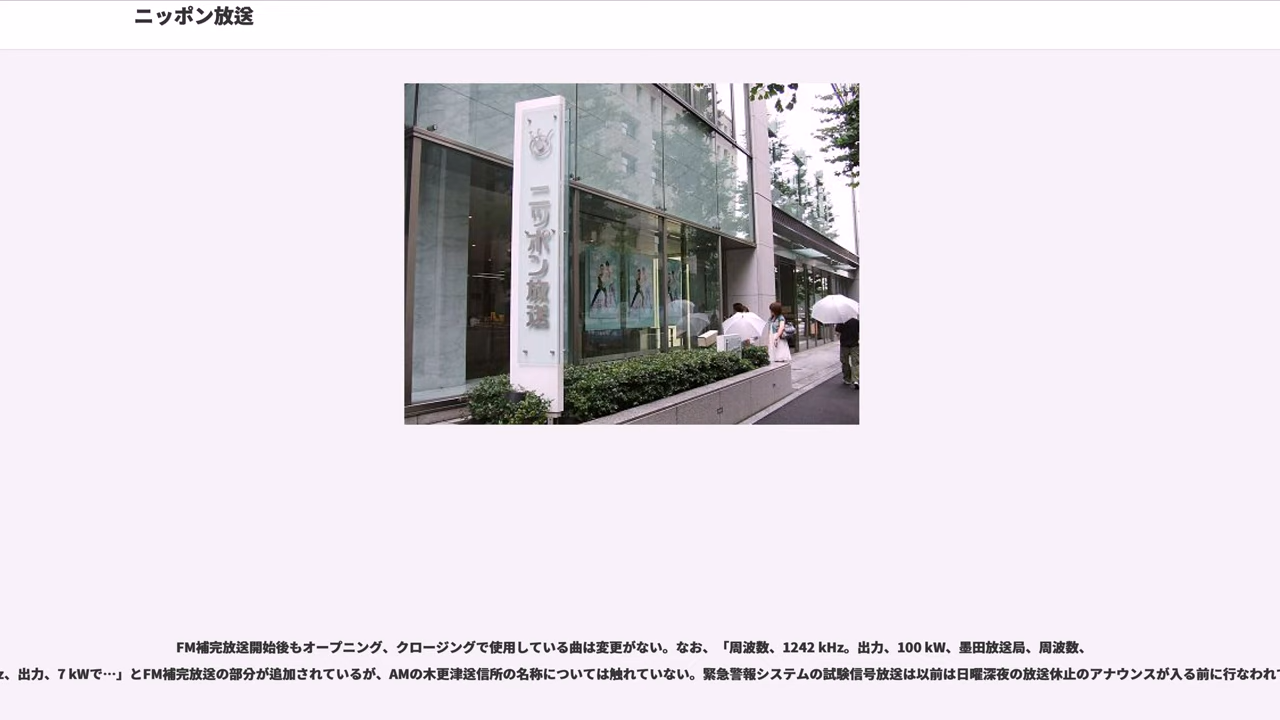 ニッポン放送
ニッポン放送
FM補完放送開始後もオープニング、クロージングで使用している曲は変更がない。なお、「周波数、1242 kHz。出力、100 kW、墨田放送局、周波数、
z、出力、7 kWで…」とFM補完放送の部分が追加されているが、AMの木更津送信所の名称については触れていない。緊急警報システムの試験信号放送は以前は日曜深夜の放送休止のアナウンスが入る前に行なわれて